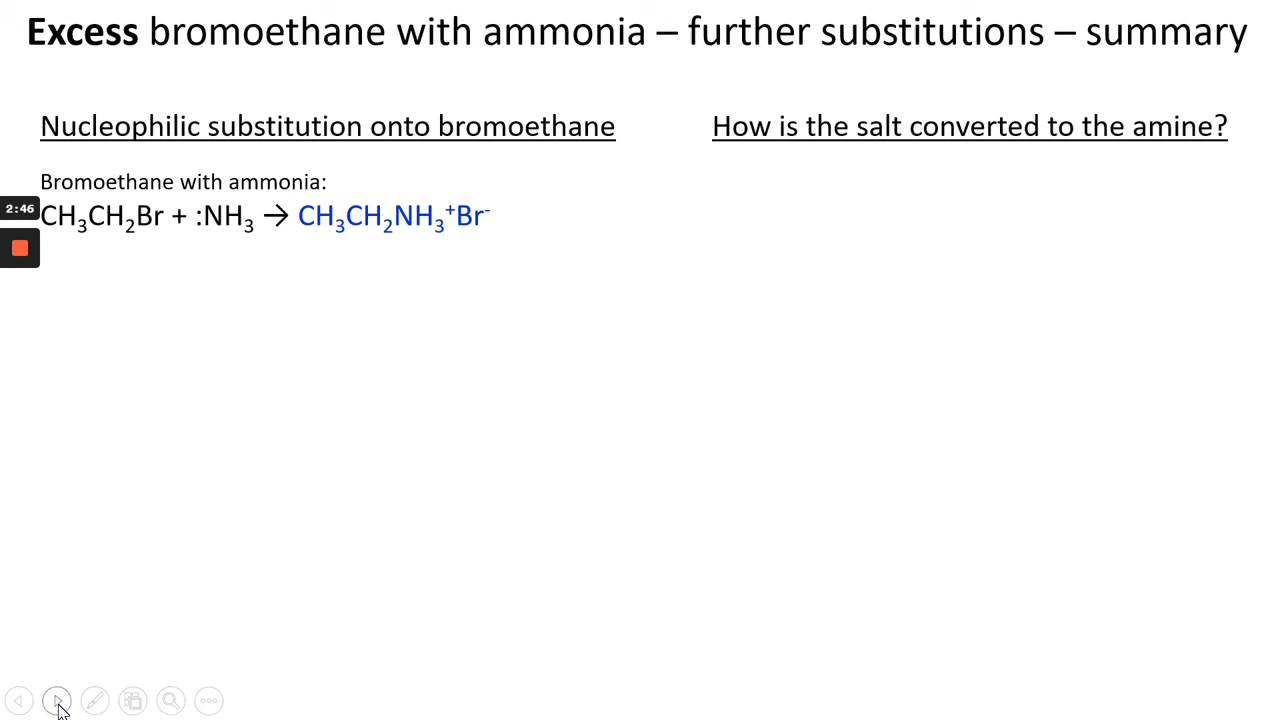 Excess bromoethane with ammonia – further substitutions – summary
Nucleophilic substitution onto bromoethane
How is the salt converted to the amine?
Bromoethane with ammonia:
2:46
CH₃CH₂Br + :NH₃ → CH₃CH₂NH₃⁺Br⁻